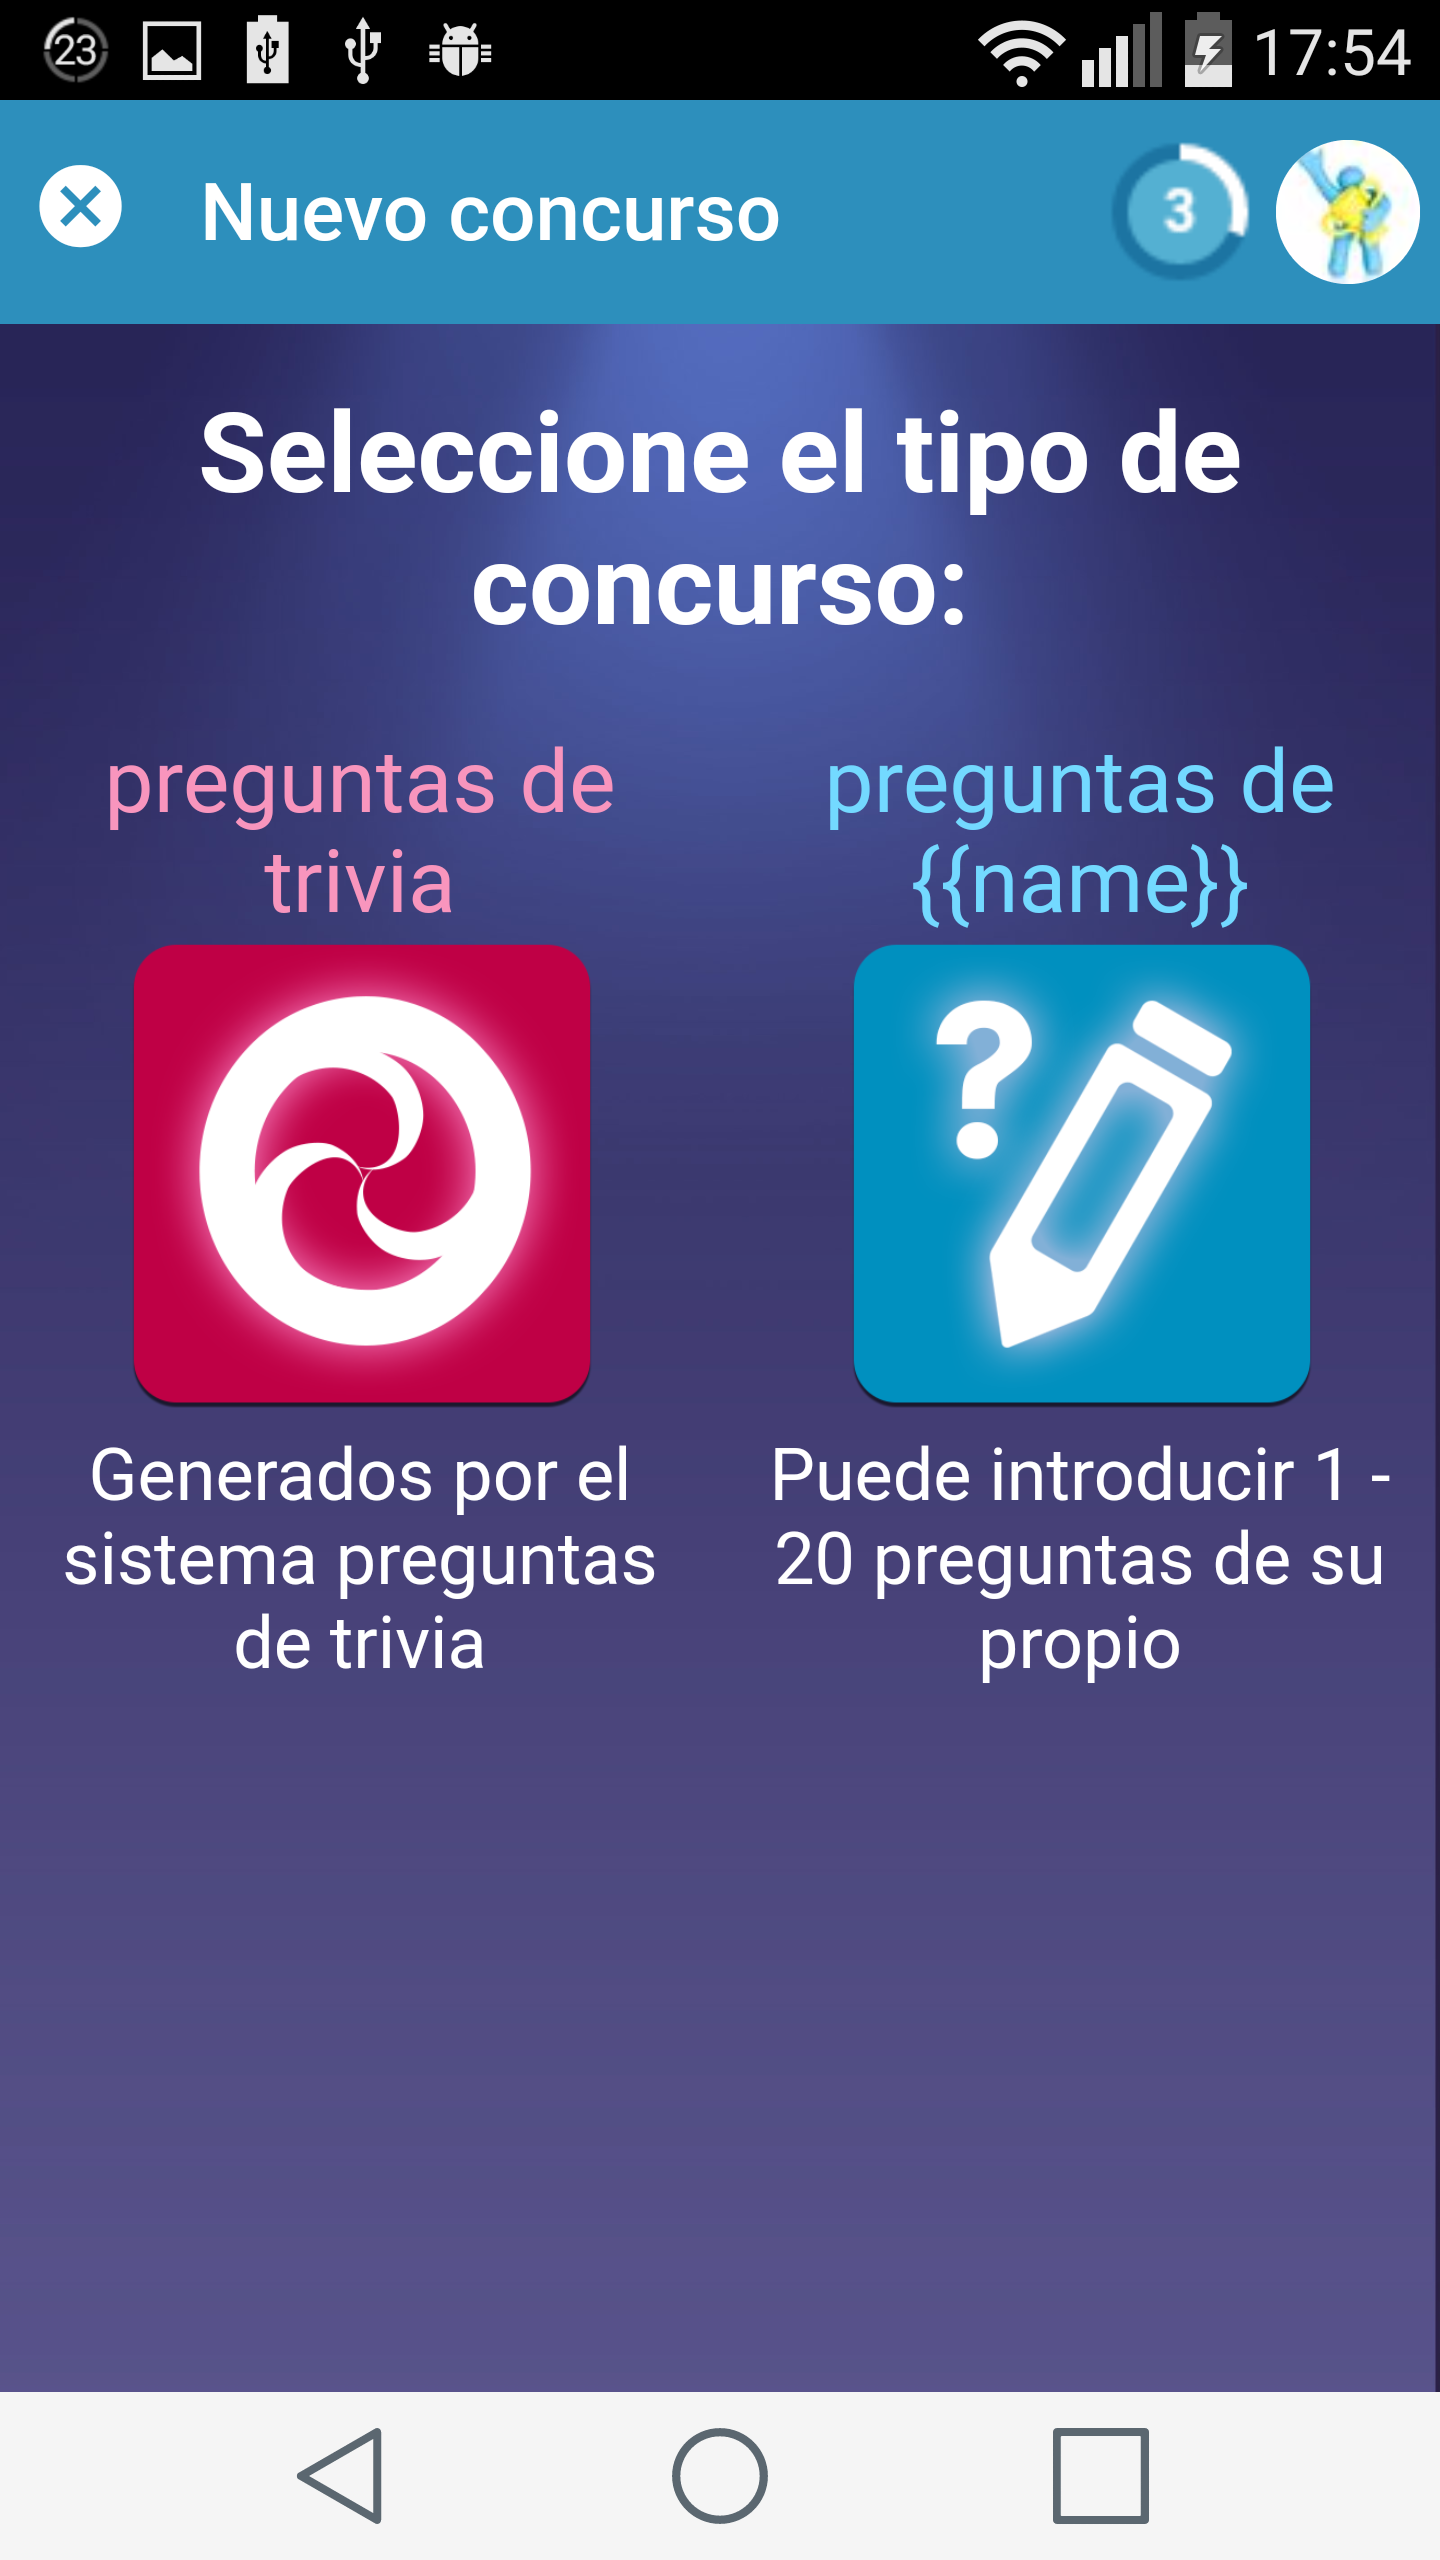 23
17:54
Nuevo concurso
3
Seleccione el tipo de
concurso:
preguntas de
trivia
preguntas de
{{name}}
?
Generados por el
sistema preguntas
de trivia
Puede introducir 1 -
20 preguntas de su
propio